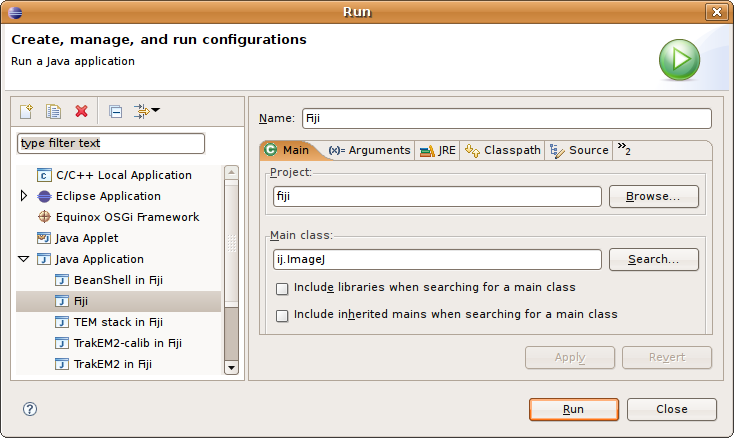 Run
Create, manage, and run configurations
Run a Java application
type filter text
C/C++ Local Application
Eclipse Application
Equinox OSGi Framework
Java Applet
Java Application
BeanShell in Fiji
Fiji
TEM stack in Fiji
TrakEM2-calib in Fiji
TrakEM2 in Fiji
Name: Fiji
Main (x)= Arguments JRE Classpath Source »2
Project:
fiji Browse...
Main class:
ij.ImageJ Search...
Include libraries when searching for a main class
Include inherited mains when searching for a main class
Apply Revert
Run Close